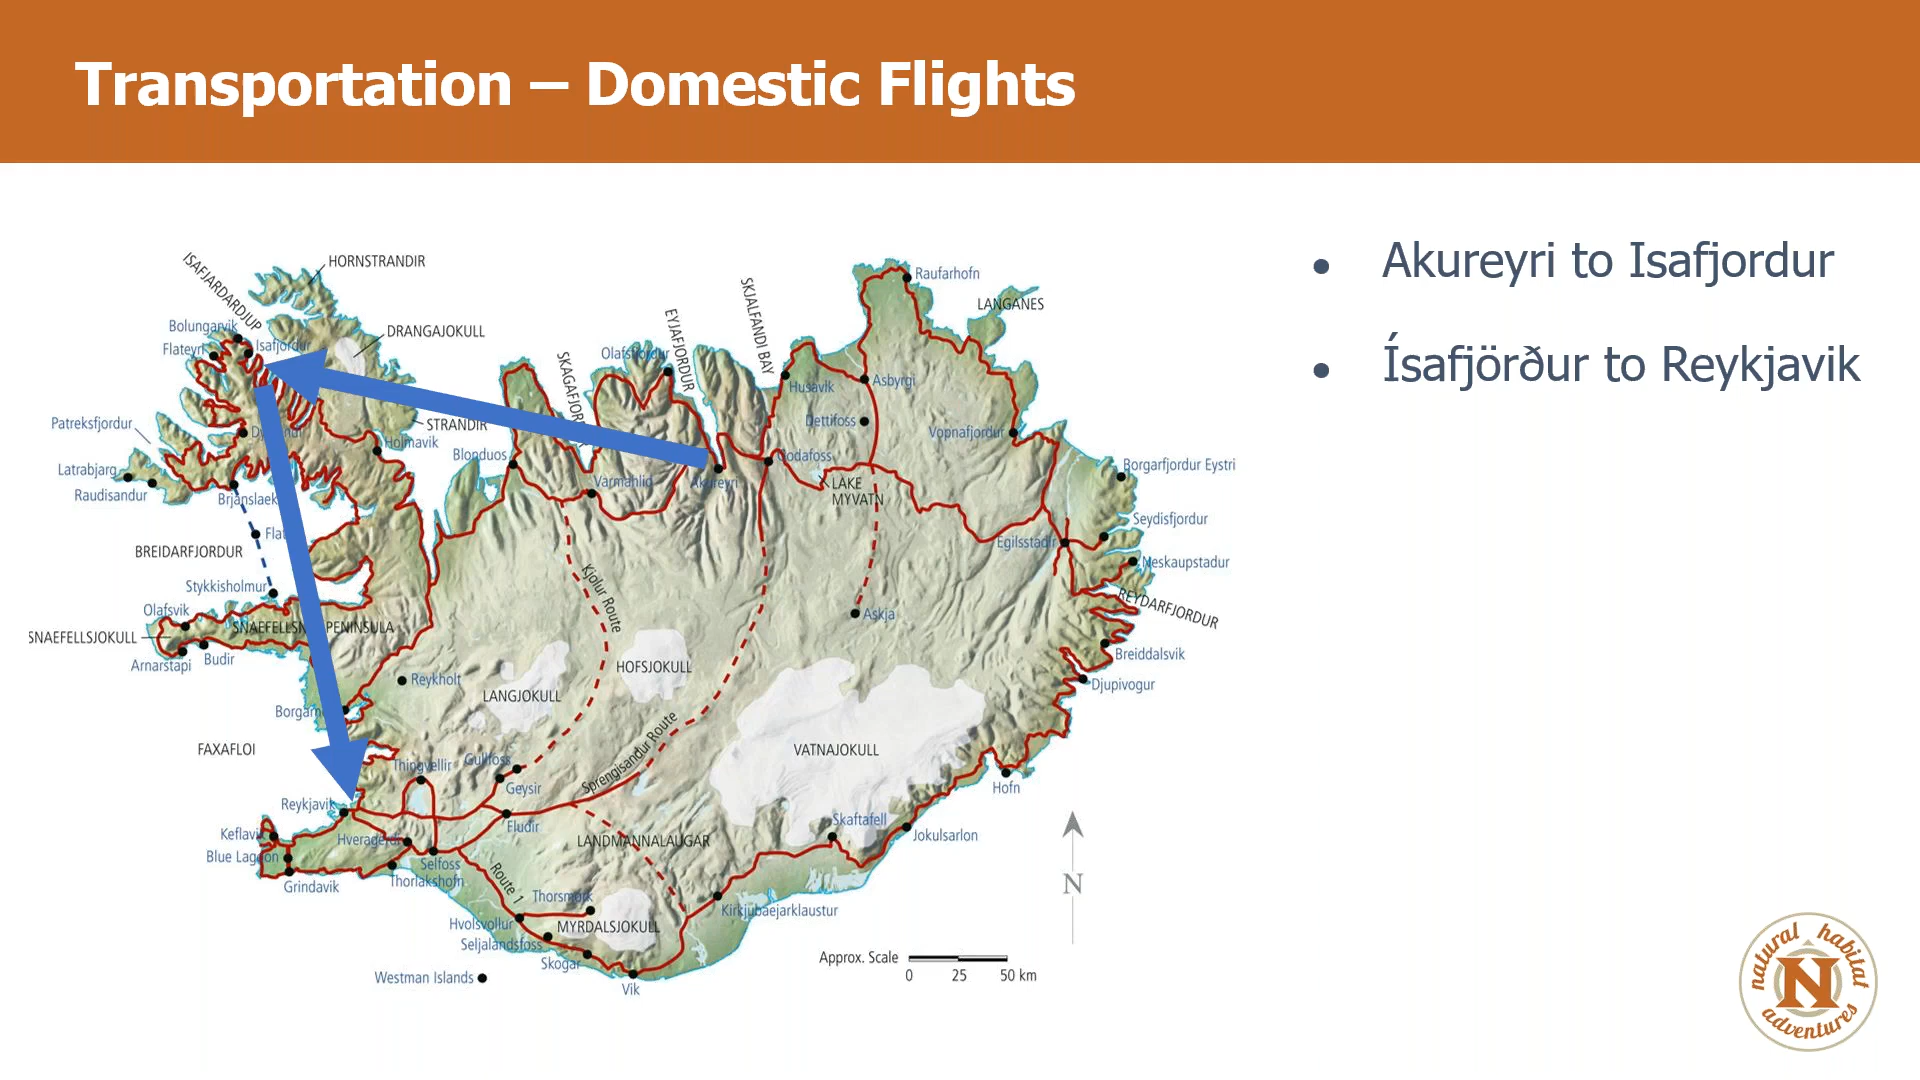 Transportation – Domestic Flights
● Akureyri to Isafjordur
● Ísafjörður to Reykjavik
HORNSTRANDIR
ISAFJARDARDJUP
DRANGAJOKULL
Bolungarvik
Flateyri
Isafjordur
STRANDIR
Holmavik
Patreksfjordur
Latrabjarg
Raudisandur
Brjanslaek
BREIDARFJORDUR
Stykkisholmur
Olafsvik
SNAEFELLSJOKULL
PENINSULA
Arnarstapi
Budir
Reykholt
FAXAFLOI
Blonduos
Varmahlid
Olafsfjordur
EYJAFJORDUR
Akureyri
SKJALFANDI BAY
Husavik
Asbyrgi
Dettifoss
Godafoss
LAKE
MYVATN
Raufarhofn
LANGANES
Vopnafjordur
Borgarfjordur Eystri
Seydisfjordur
Egilsstadir
Neskaupstadur
REYDARFJORDUR
Breiddalsvik
Djupivogur
Askja
Kjolur Route
HOFSJOKULL
LANGJOKULL
Sprengisandur Route
VATNAJOKULL
Hofn
Thingvellir
Gullfoss
Geysir
Reykjavik
Fludir
Keflavik
Hveragerdi
LANDMANNALAUGAR
Skaftafell
Jokulsarlon
Blue Lagoon
Selfoss
Grindavik
Thorlakshofn
Route 1
Thorsmork
Kirkjubaejarklaustur
Hvolsvollur
MYRDALSJOKULL
Seljalandsfoss
Skogar
Westman Islands
Vik
N
Approx. Scale
0 25 50 km
natural habitat
N
adventures